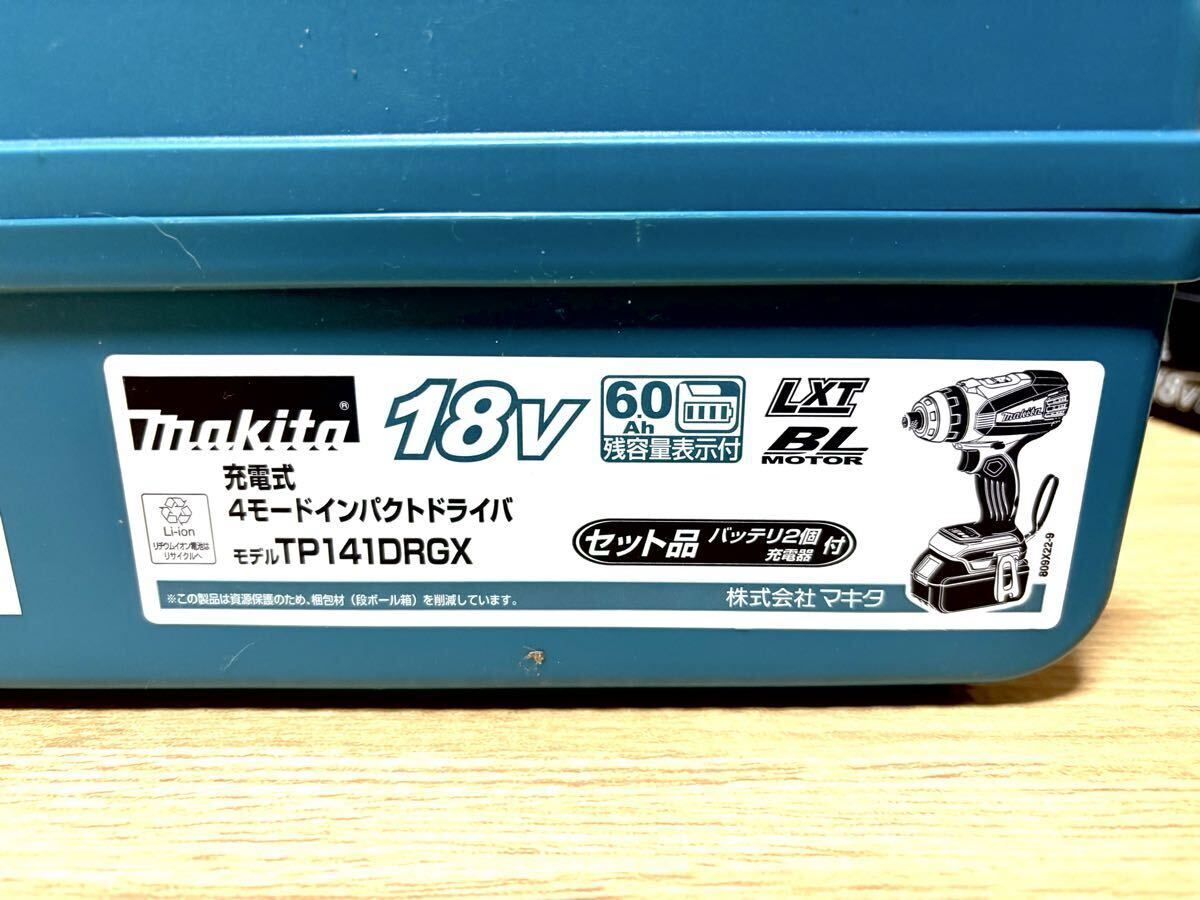 makita®
18V
6.0
Ah
残容量表示付
LXT
BL
MOTOR
makita
充電式
4モードインパクトドライバ
モデルTP141DRGX
Li-ion
リチウムイオン電池は
リサイクルへ
セット品 バッテリ2個 充電器 付
※この製品は資源保護のため、梱包材（段ボール箱）を削減しています。
株式会社 マキタ
809X22-9
18V